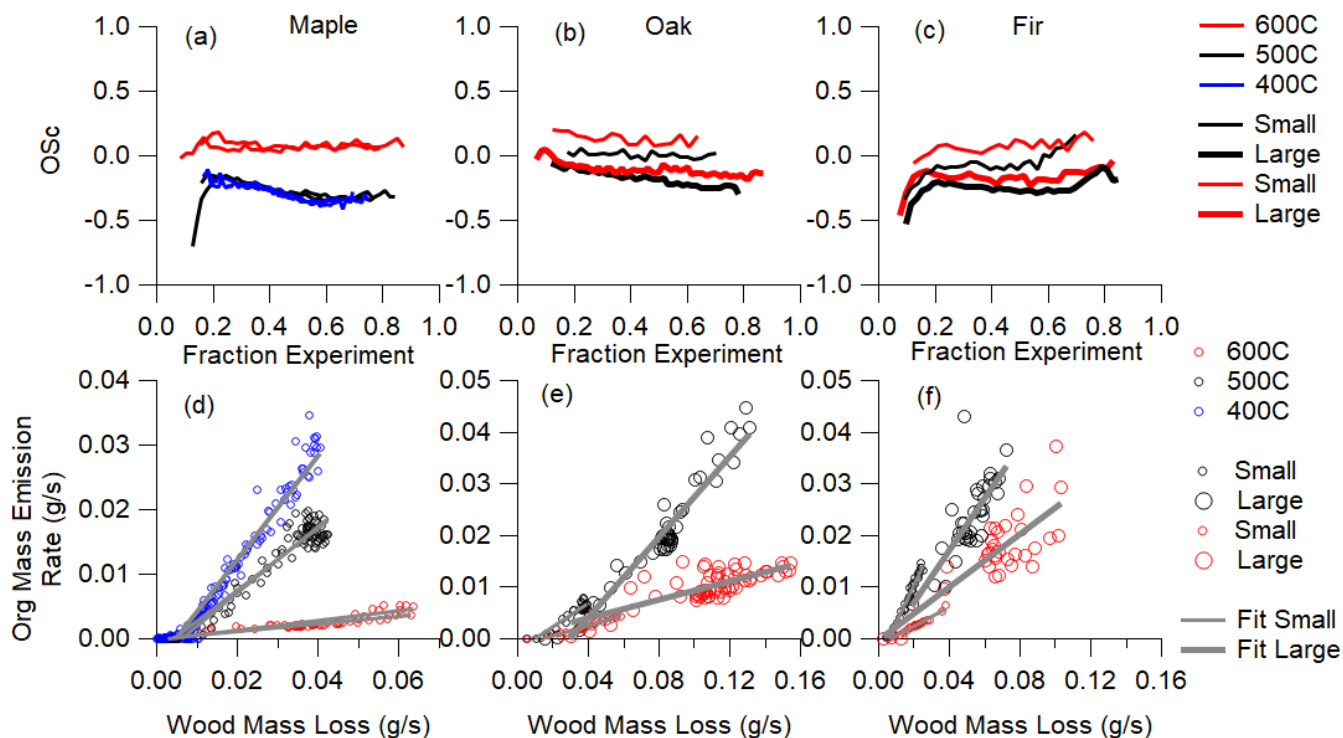 (a) Maple
(b) Oak
(c) Fir
1.0
0.5
0.0
-0.5
-1.0
OSc
1.0
0.5
0.0
-0.5
-1.0
1.0
0.5
0.0
-0.5
-1.0
0.0 0.2 0.4 0.6 0.8 1.0
0.0 0.2 0.4 0.6 0.8 1.0
0.0 0.2 0.4 0.6 0.8 1.0
Fraction Experiment
Fraction Experiment
Fraction Experiment
600C
500C
400C
Small
Large
Small
Large
(d)
(e)
(f)
0.04
0.03
0.02
0.01
0.00
Org Mass Emission
Rate (g/s)
0.05
0.04
0.03
0.02
0.01
0.00
0.05
0.04
0.03
0.02
0.01
0.00
0.00 0.02 0.04 0.06
0.00 0.04 0.08 0.12 0.16
0.00 0.04 0.08 0.12 0.16
Wood Mass Loss (g/s)
Wood Mass Loss (g/s)
Wood Mass Loss (g/s)
600C
500C
400C
Small
Large
Small
Large
Fit Small
Fit Large